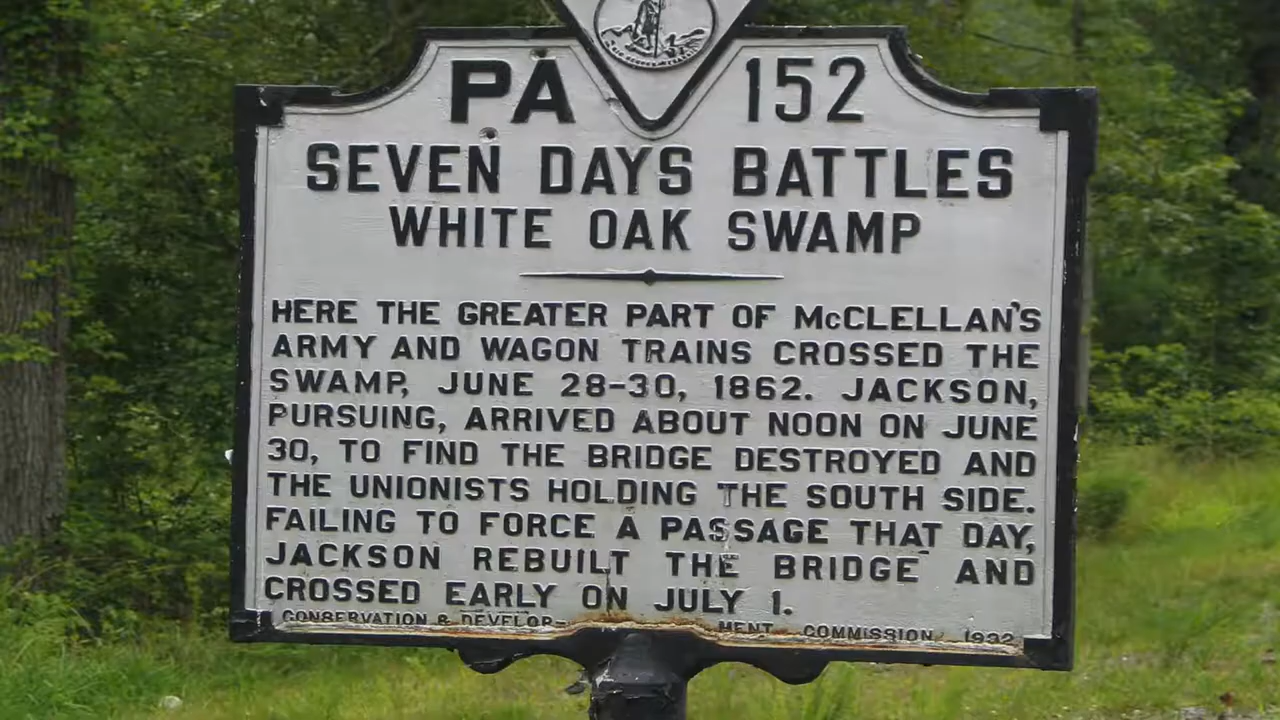 PA 152
SEVEN DAYS BATTLES
WHITE OAK SWAMP
HERE THE GREATER PART OF McCLELLAN'S
ARMY AND WAGON TRAINS CROSSED THE
SWAMP, JUNE 28-30, 1862. JACKSON,
PURSUING, ARRIVED ABOUT NOON ON JUNE
30, TO FIND THE BRIDGE DESTROYED AND
THE UNIONISTS HOLDING THE SOUTH SIDE.
FAILING TO FORCE A PASSAGE THAT DAY,
JACKSON REBUILT THE BRIDGE AND
CROSSED EARLY ON JULY 1.
CONSERVATION & DEVELOP- MENT COMMISSION 1932